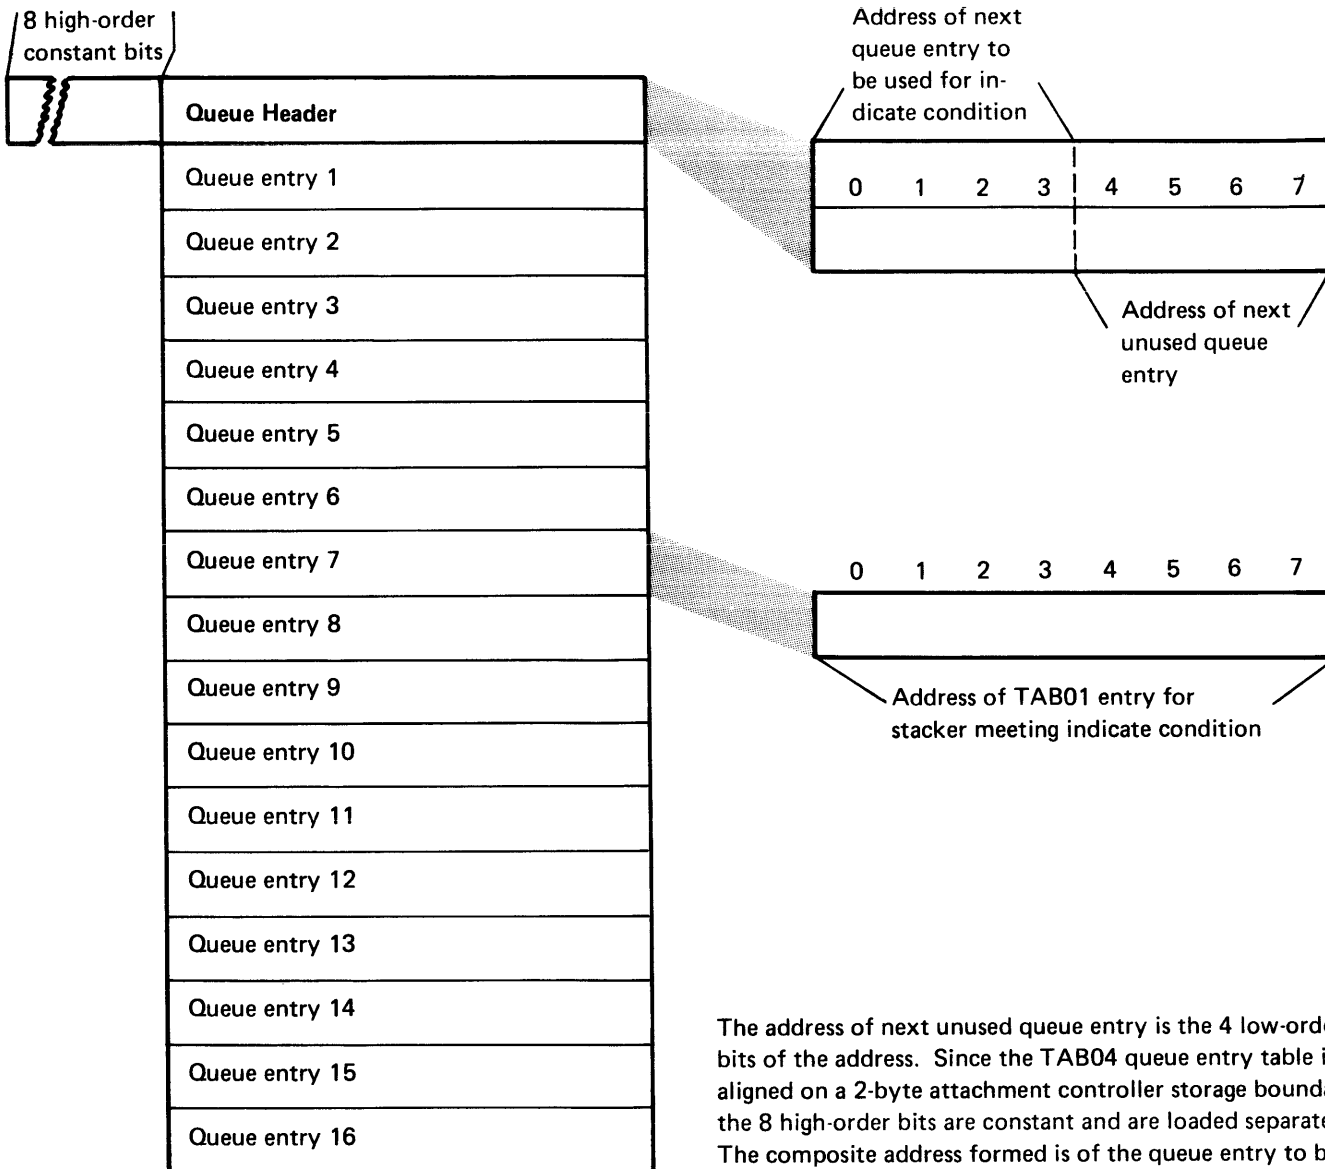 8 high-order
constant bits
Queue Header
Queue entry 1
Queue entry 2
Queue entry 3
Queue entry 4
Queue entry 5
Queue entry 6
Queue entry 7
Queue entry 8
Queue entry 9
Queue entry 10
Queue entry 11
Queue entry 12
Queue entry 13
Queue entry 14
Queue entry 15
Queue entry 16
Address of next
queue entry to
be used for in-
dicate condition
0 1 2 3 4 5 6 7
Address of next
unused queue
entry
0 1 2 3 4 5 6 7
Address of TAB01 entry for
stacker meeting indicate condition
The address of next unused queue entry is the 4 low-orde
bits of the address. Since the TAB04 queue entry table i
aligned on a 2-byte attachment controller storage bounda
the 8 high-order bits are constant and are loaded separate
The composite address formed is of the queue entry to b